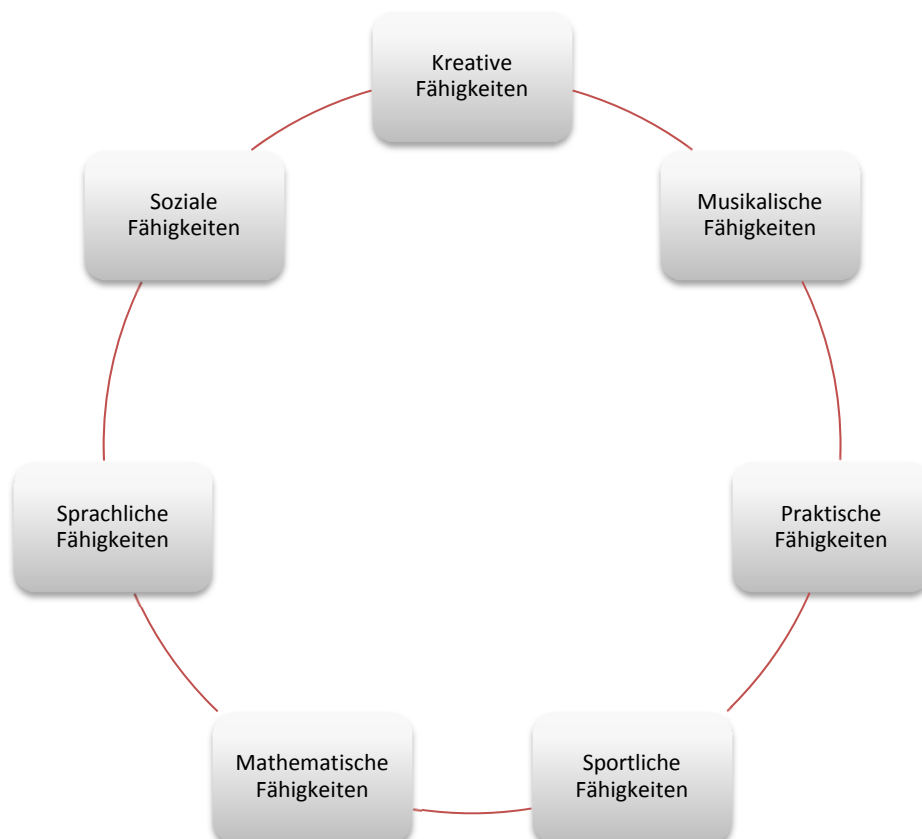 Kreative
Fähigkeiten
Musikalische
Fähigkeiten
Praktische
Fähigkeiten
Sportliche
Fähigkeiten
Mathematische
Fähigkeiten
Sprachliche
Fähigkeiten
Soziale
Fähigkeiten